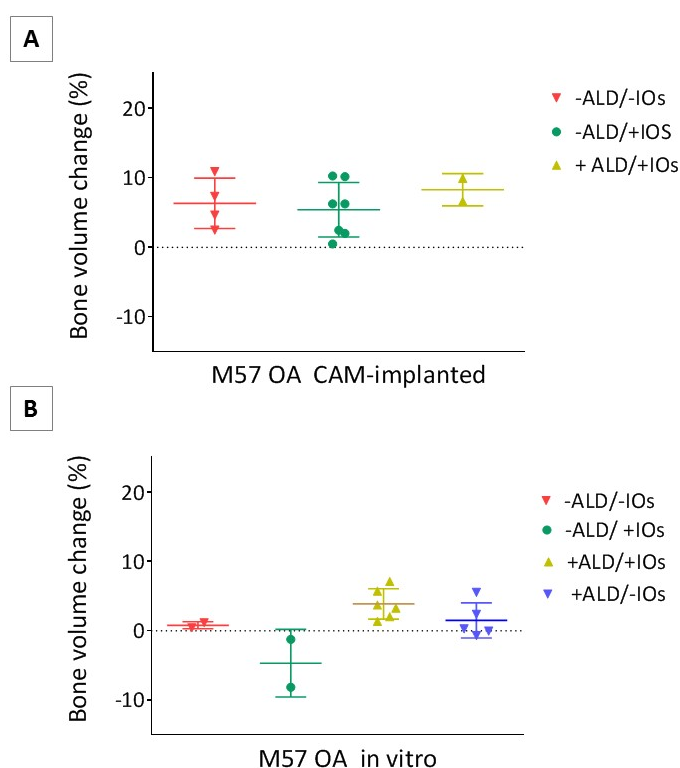 A
Bone volume change (%)
20
10
0
-10
M57 OA  CAM-implanted
-ALD/-IOs
-ALD/+IOS
+ ALD/+IOs
B
Bone volume change (%)
20
10
0
-10
M57 OA  in vitro
-ALD/-IOs
-ALD/ +IOs
+ALD/+IOs
+ALD/-IOs